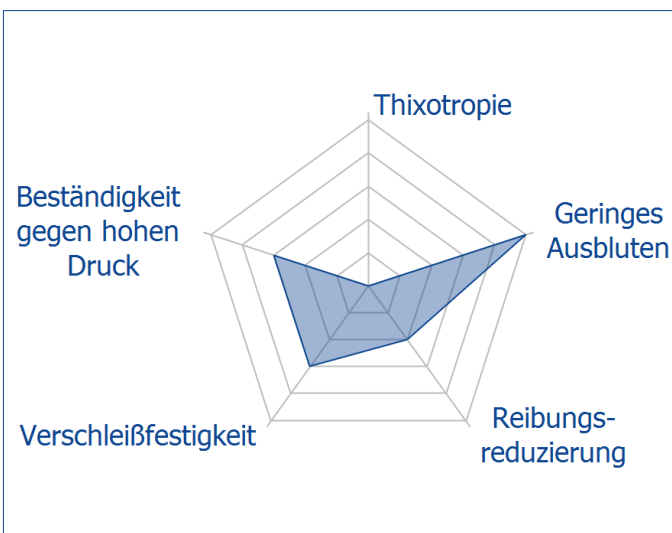 Thixotropie
Geringes
Ausbluten
Reibungs-
reduzierung
Verschleißfestigkeit
Beständigkeit
gegen hohen
Druck